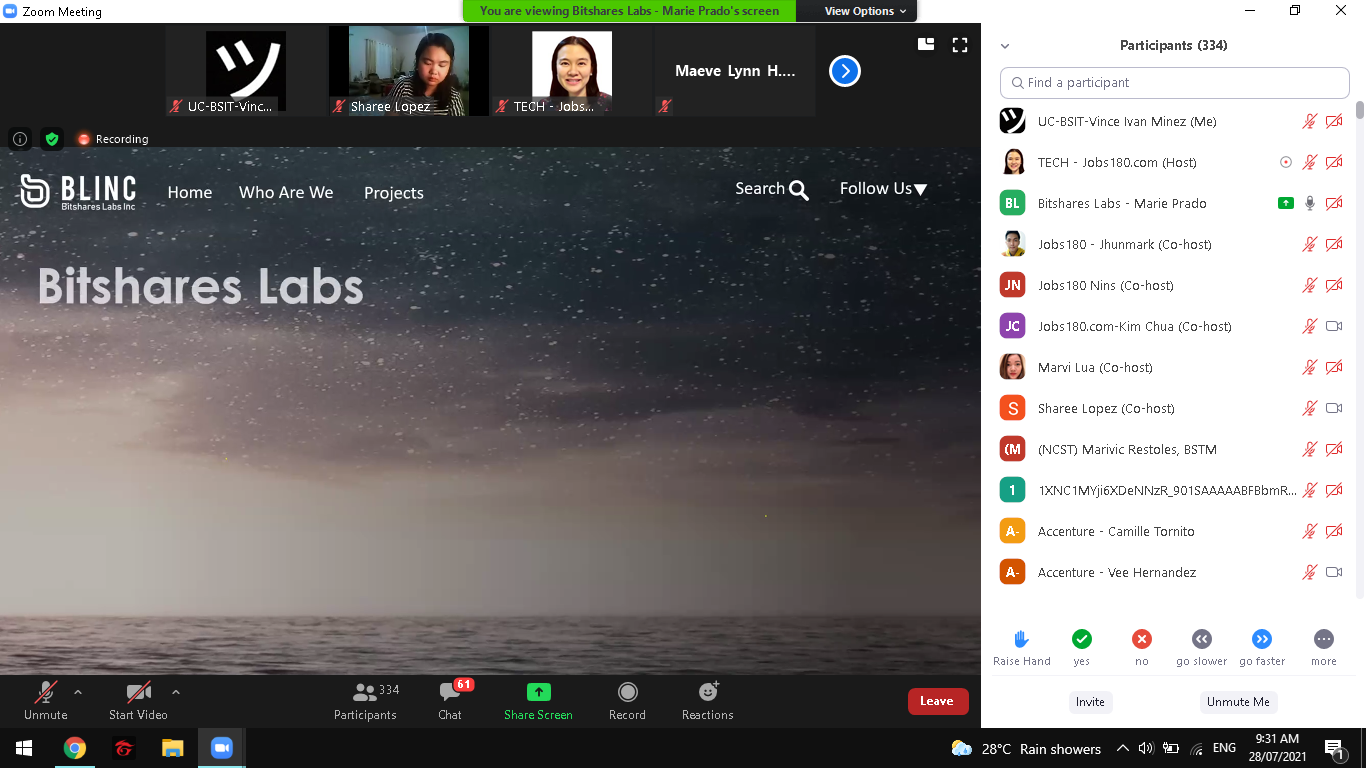 Zoom Meeting
You are viewing Bitshares Labs - Marie Prado's screen
View Options
UC-BSIT-Vinc...
Sharee Lopez
TECH - Jobs...
Maeve Lynn H....
Recording
BLINC
Bitshares Labs Inc
Home
Who Are We
Projects
Search
Follow Us
Bitshares Labs
Participants (334)
Find a participant
UC-BSIT-Vince Ivan Minez (Me)
TECH - Jobs180.com (Host)
BL
Bitshares Labs - Marie Prado
Jobs180 - Jhunmark (Co-host)
JN
Jobs180 Nins (Co-host)
JC
Jobs180.com-Kim Chua (Co-host)
Marvi Lua (Co-host)
S
Sharee Lopez (Co-host)
(M
(NCST) Marivic Restoles, BSTM
1
1XNC1MYji6XDeNNzR_901SAAAAABFBbmR...
A-
Accenture - Camille Tornito
A-
Accenture - Vee Hernandez
Raise Hand
yes
no
go slower
go faster
more
Invite
Unmute Me
Unmute
Start Video
334
Participants
61
Chat
Share Screen
Record
Reactions
Leave
28°C Rain showers
ENG
9:31 AM
28/07/2021
1